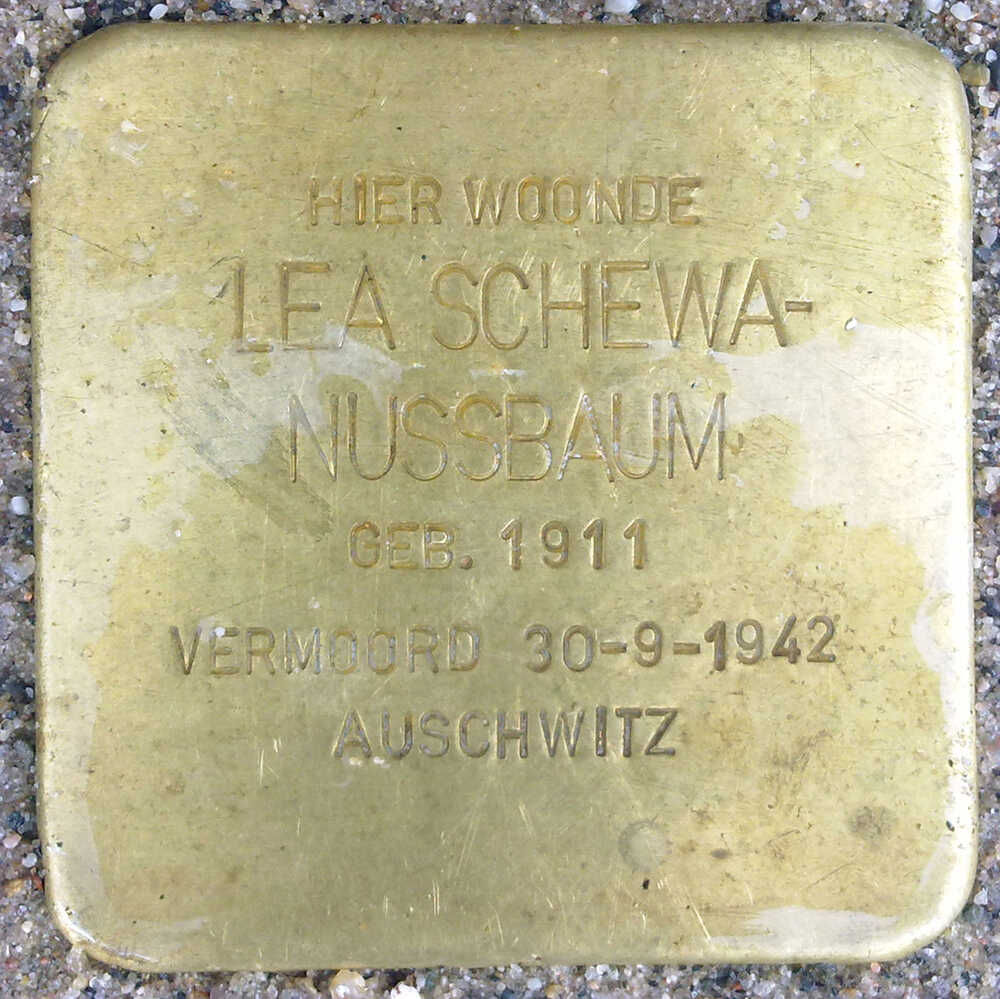 HIER WOONDE
LEA SCHEWA-
NUSSBAUM
GEB. 1911
VERMOORD 30-9-1942
AUSCHWITZ